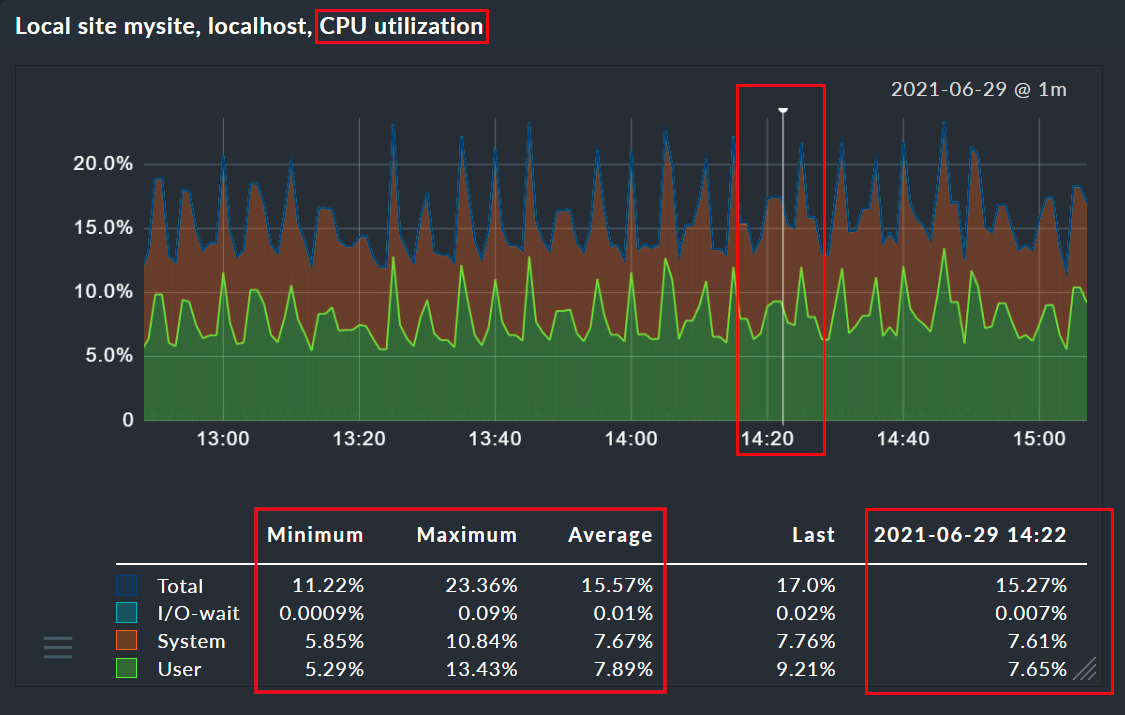 Local site mysite, localhost, CPU utilization
2021-06-29 @ 1m
20.0%
15.0%
10.0%
5.0%
0
13:00 13:20 13:40 14:00 14:20 14:40 15:00
Minimum Maximum Average Last 2021-06-29 14:22
Total 11.22% 23.36% 15.57% 17.0% 15.27%
I/O-wait 0.0009% 0.09% 0.01% 0.02% 0.007%
System 5.85% 10.84% 7.67% 7.76% 7.61%
User 5.29% 13.43% 7.89% 9.21% 7.65%